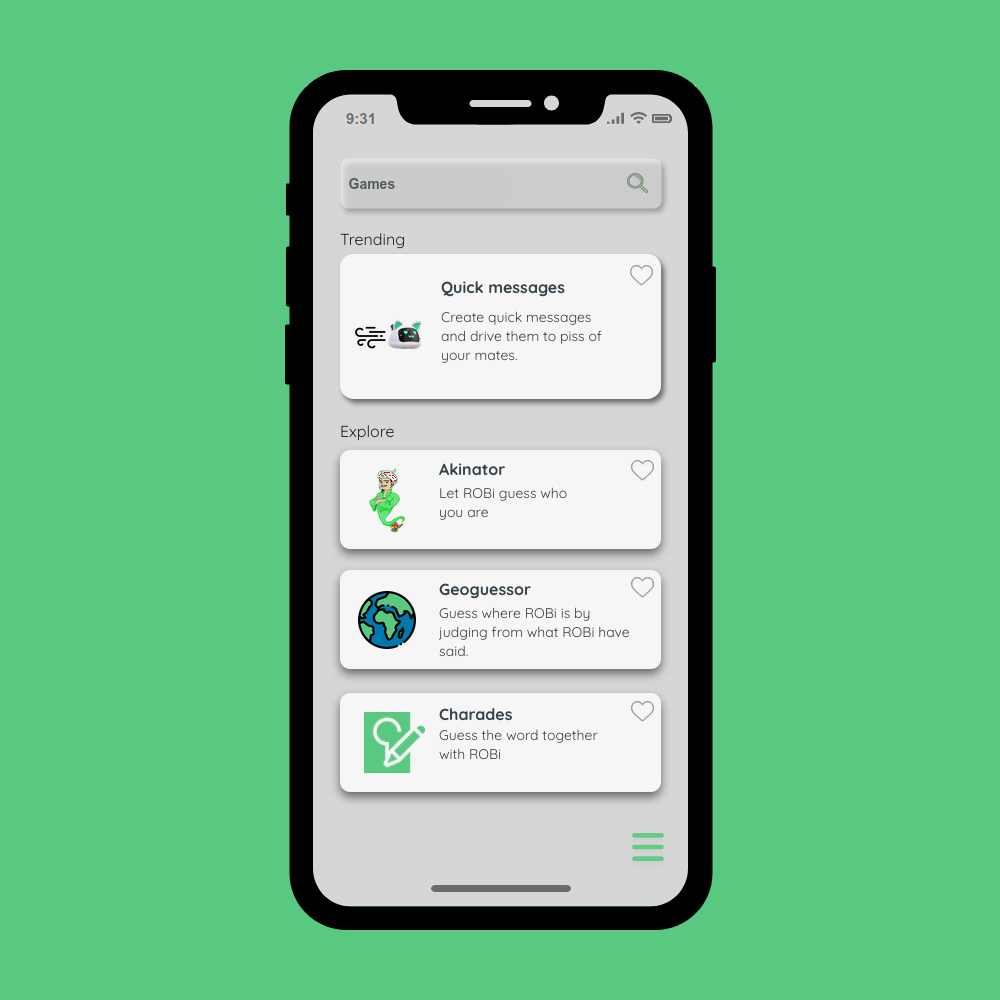 9:31
Games
Trending
Quick messages
Create quick messages
and drive them to piss of
your mates.
Explore
Akinator
Let ROBi guess who
you are
Geoguessor
Guess where ROBi is by
judging from what ROBi have
said.
Charades
Guess the word together
with ROBi